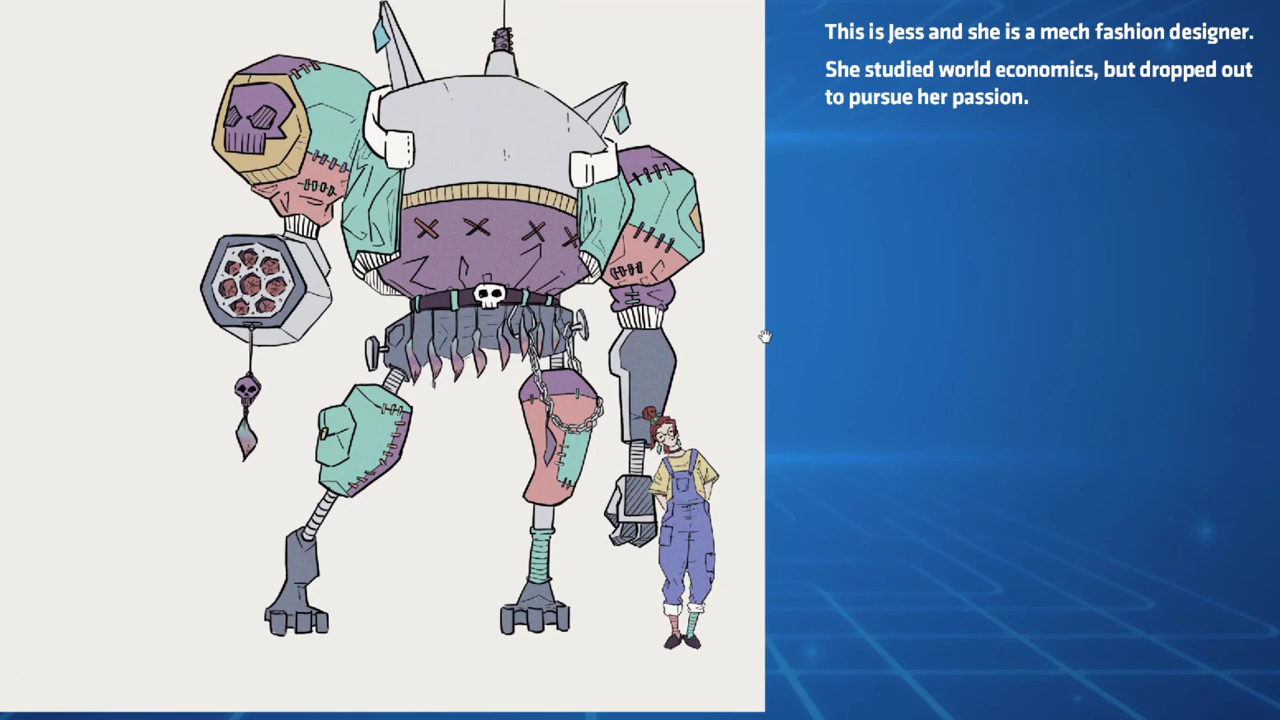 This is Jess and she is a mech fashion designer.
She studied world economics, but dropped out
to pursue her passion.